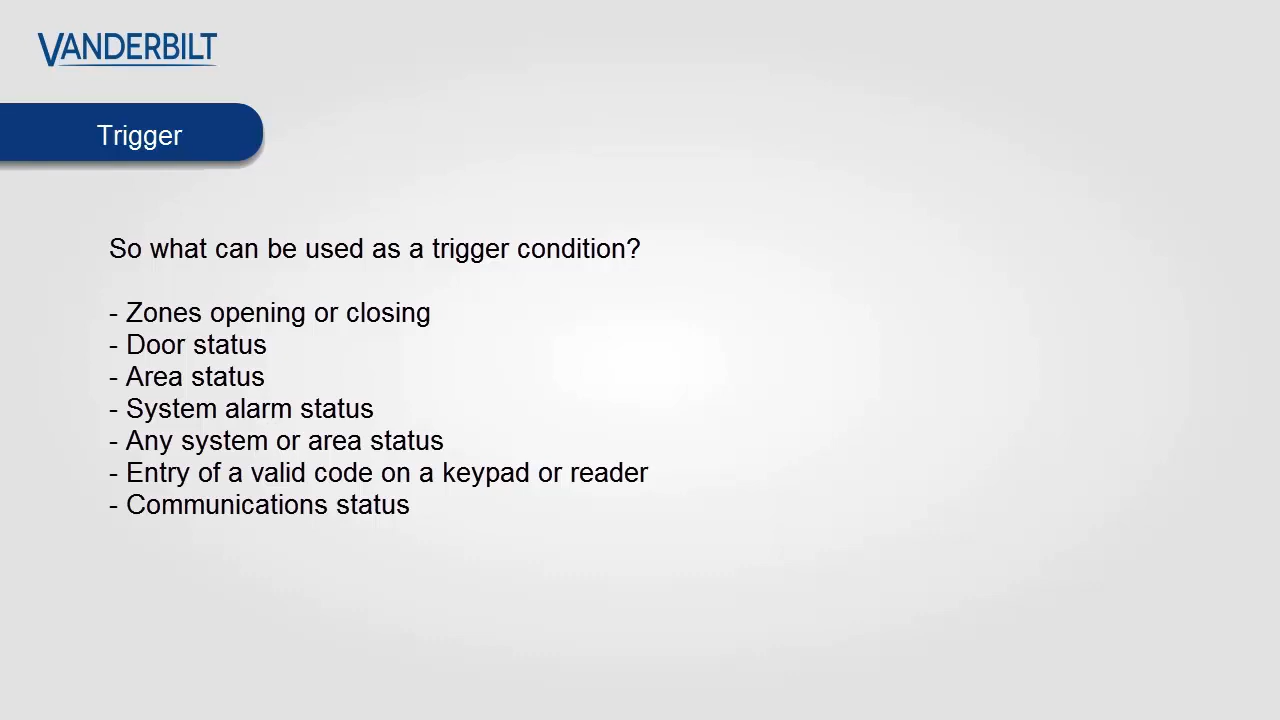 VANDERBILT
Trigger
So what can be used as a trigger condition?
- Zones opening or closing
- Door status
- Area status
- System alarm status
- Any system or area status
- Entry of a valid code on a keypad or reader
- Communications status